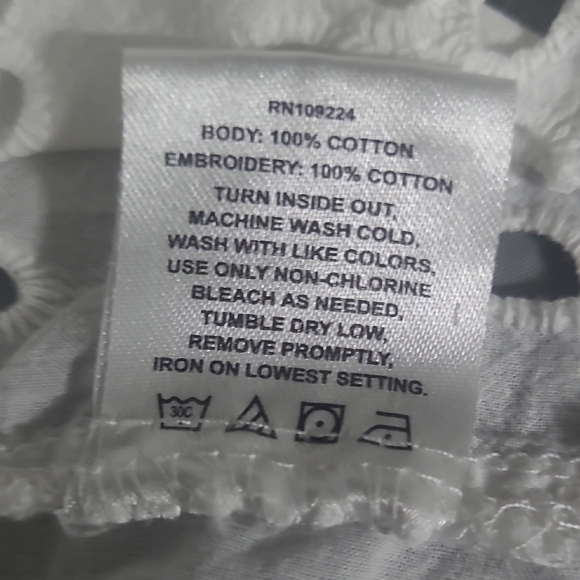 RN109224
BODY: 100% COTTON
EMBROIDERY: 100% COTTON
TURN INSIDE OUT,
MACHINE WASH COLD,
WASH WITH LIKE COLORS,
USE ONLY NON-CHLORINE
BLEACH AS NEEDED,
TUMBLE DRY LOW,
REMOVE PROMPTLY,
IRON ON LOWEST SETTING.
30C